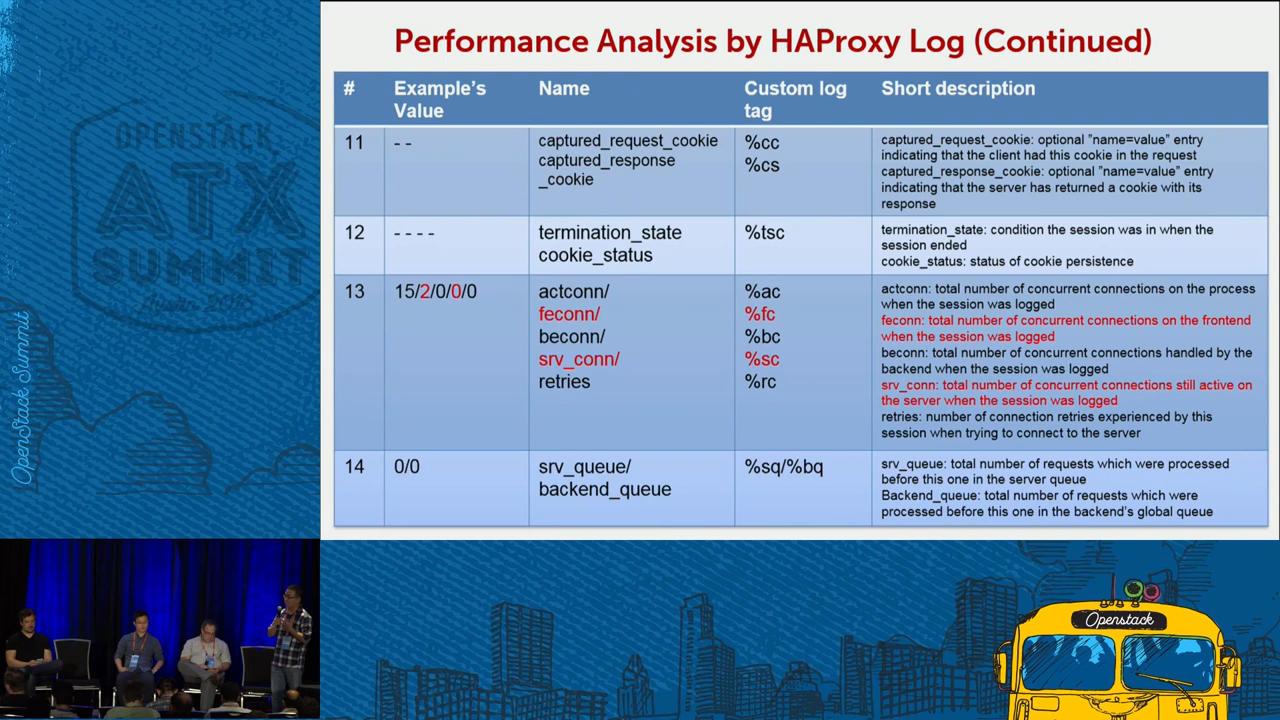 Performance Analysis by HAProxy Log (Continued)
# Example's Value Name Custom log tag Short description
11 - - captured_request_cookie %cc captured_request_cookie: optional "name=value" entry
captured_response %cs indicating that the client had this cookie in the request
_cookie captured_response_cookie: optional "name=value" entry
indicating that the server has returned a cookie with its
response
12 - - - - termination_state %tsc termination_state: condition the session was in when the
session ended
cookie_status cookie_status: status of cookie persistence
13 15/2/0/0/0 actconn/ %ac actconn: total number of concurrent connections on the process
when the session was logged
feconn/ %fc feconn: total number of concurrent connections on the frontend
when the session was logged
beconn/ %bc beconn: total number of concurrent connections handled by the
backend when the session was logged
srv_conn/ %sc srv_conn: total number of concurrent connections still active on
the server when the session was logged
retries %rc retries: number of connection retries experienced by this
session when trying to connect to the server
14 0/0 srv_queue/ %sq/%bq srv_queue: total number of requests which were processed
before this one in the server queue
backend_queue Backend_queue: total number of requests which were
processed before this one in the backend's global queue
OPENSTACK
ATX
SUMMIT
OpenStack Summit
Openstack